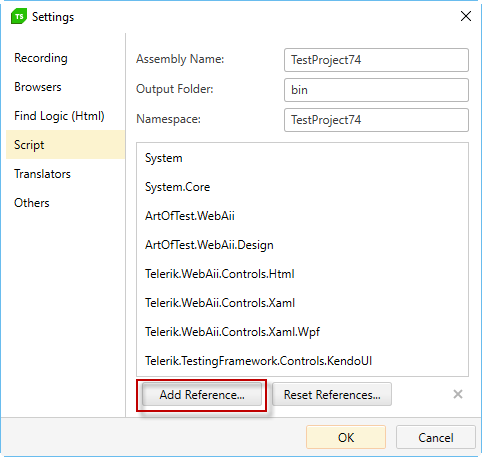 TS Settings
Recording
Browsers
Find Logic (Html)
Script
Translators
Others
Assembly Name: TestProject74
Output Folder: bin
Namespace: TestProject74
System
System.Core
ArtOfTest.WebAii
ArtOfTest.WebAii.Design
Telerik.WebAii.Controls.Html
Telerik.WebAii.Controls.Xaml
Telerik.WebAii.Controls.Xaml.Wpf
Telerik.TestingFramework.Controls.KendoUI
Add Reference... Reset References...
OK Cancel